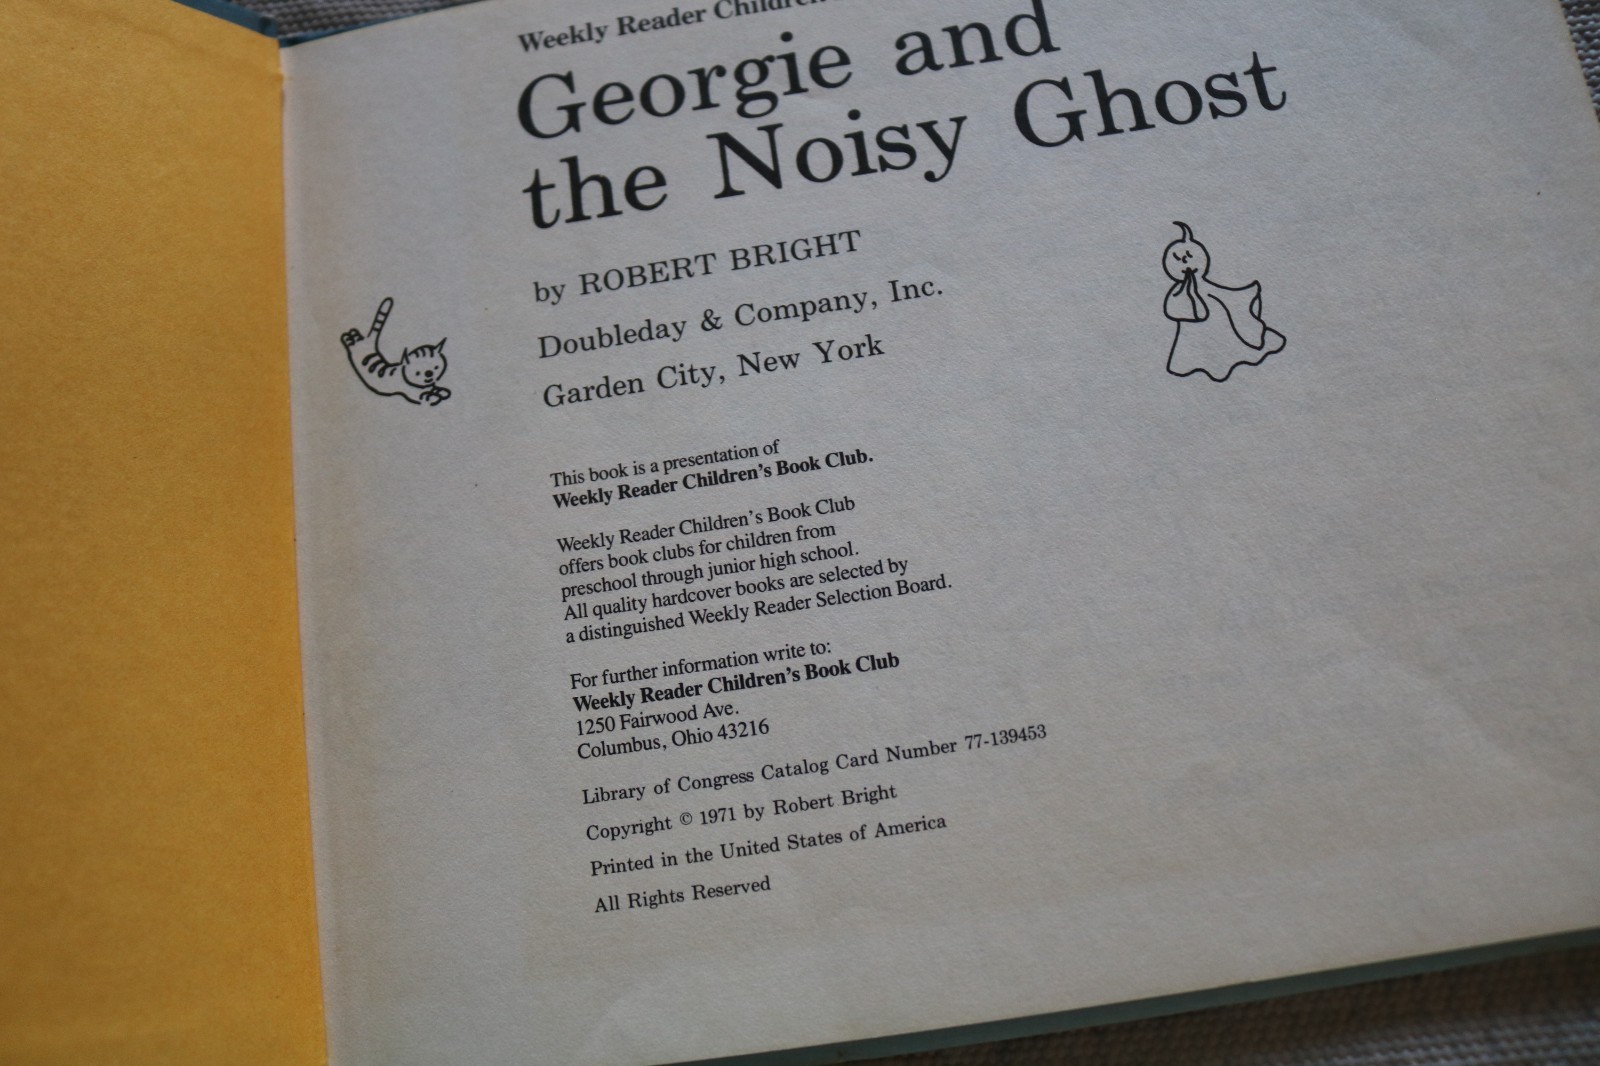 Weekly Reader Children's
Georgie and
the Noisy Ghost
by ROBERT BRIGHT
Doubleday & Company, Inc.
Garden City, New York
This book is a presentation of
Weekly Reader Children's Book Club.
Weekly Reader Children's Book Club
offers book clubs for children from
preschool through junior high school.
All quality hardcover books are selected by
a distinguished Weekly Reader Selection Board.
For further information write to:
Weekly Reader Children's Book Club
1250 Fairwood Ave.
Columbus, Ohio 43216
Library of Congress Catalog Card Number 77-139453
Copyright © 1971 by Robert Bright
Printed in the United States of America
All Rights Reserved